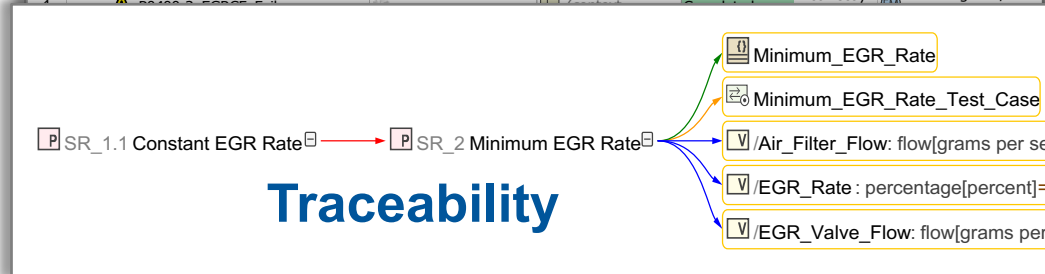 Minimum_EGR_Rate
Minimum_EGR_Rate_Test_Case
SR_1.1 Constant EGR Rate
SR_2 Minimum EGR Rate
/Air_Filter_Flow: flow[grams per se
/EGR_Rate : percentage[percent]=
/EGR_Valve_Flow: flow[grams per
Traceability